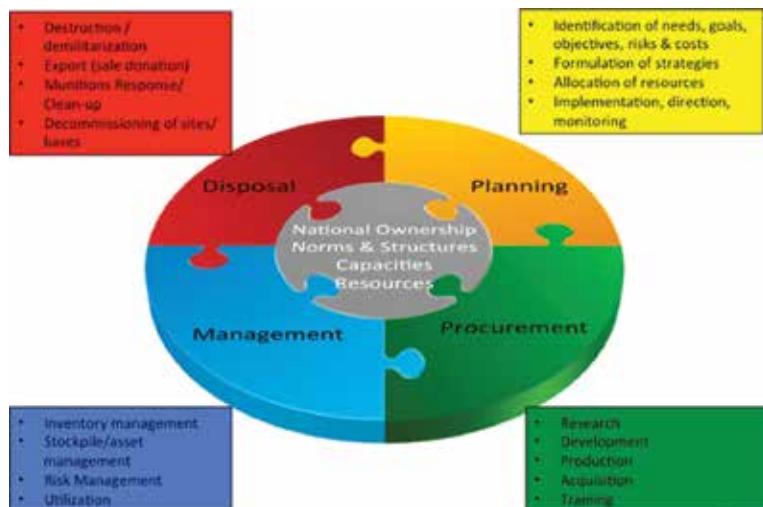 • Destruction /
demilitarization
• Export (sale donation)
• Munitions Response/
Clean-up
• Decommissioning of sites/
bases
• Identification of needs, goals,
objectives, risks & costs
• Formulation of strategies
• Allocation of resources
• Implementation, direction,
monitoring
Disposal
Planning
National Ownership
Norms & Structures
Capacities
Resources
Management
Procurement
• Inventory management
• Stockpile/asset
management
• Risk Management
• Utilization
• Research
• Development
• Production
• Acquisition
• Training